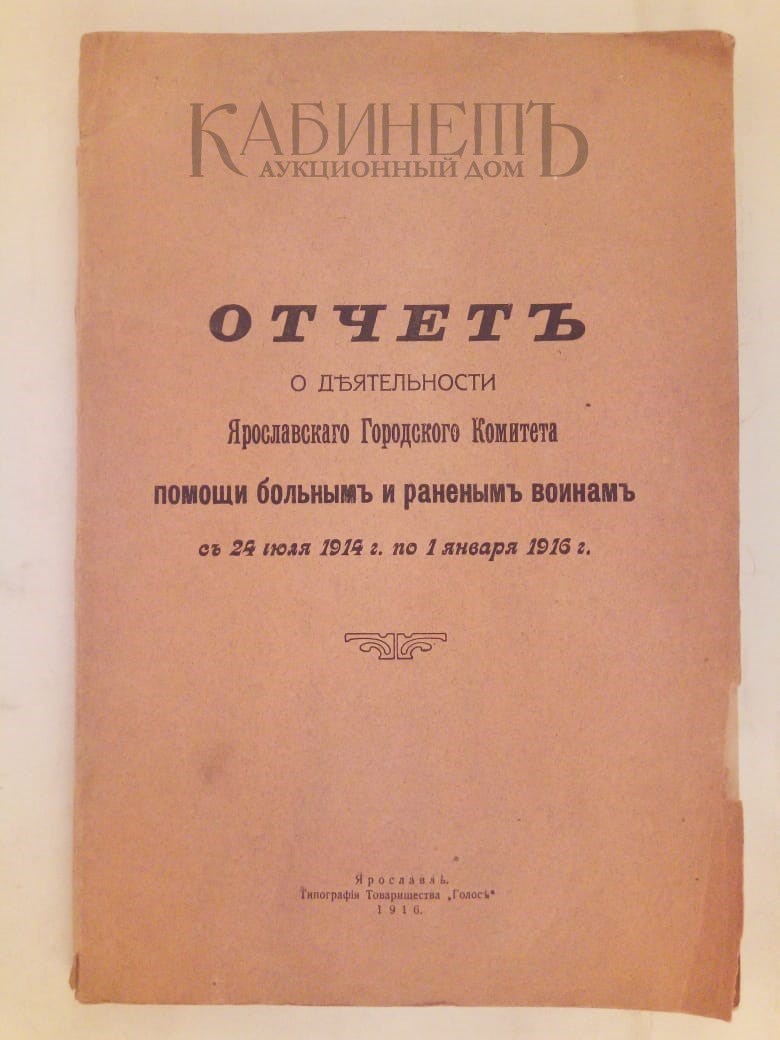 КАБИНЕТЪ
АУКЦИОННЫЙ ДОМ
ОТЧЕТЪ
О ДѢЯТЕЛЬНОСТИ
Ярославскаго Городского Комитета
помощи больнымъ и раненымъ воинамъ
съ 24 іюля 1914 г. по 1 января 1916 г.
Ярославль.
Типографія Товарищества „Голосъ"
1916.